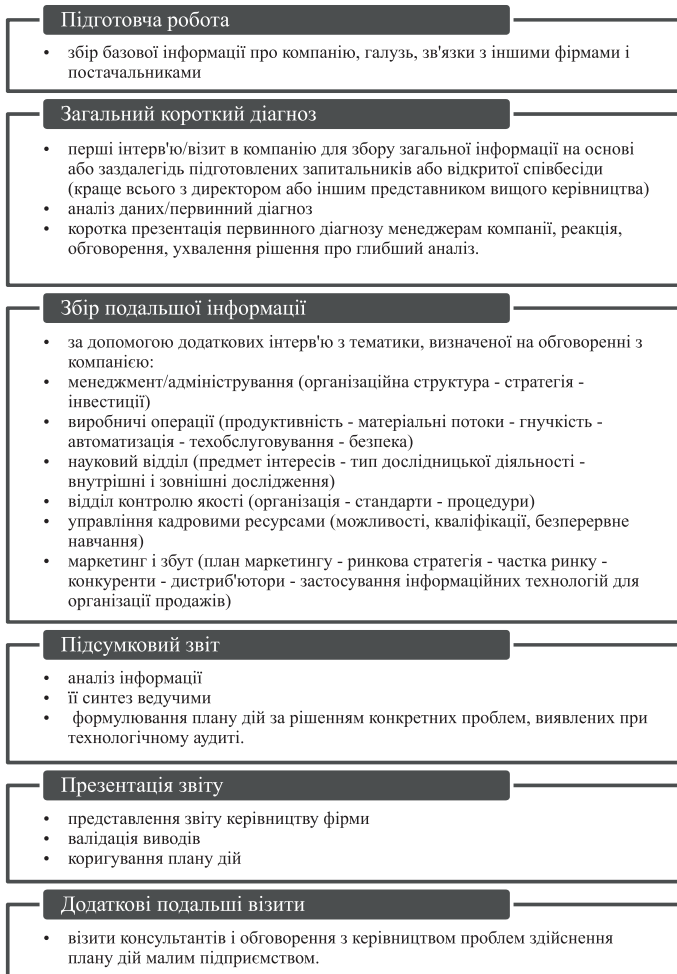 Підготовча робота
• збір базової інформації про компанію, галузь, зв'язки з іншими фірмами і
постачальниками
Загальний короткий діагноз
• перші інтерв'ю/візит в компанію для збору загальної інформації на основі
або заздалегідь підготовлених запитальників або відкритої співбесіди
(краще всього з директором або іншим представником вищого керівництва)
• аналіз даних/первинний діагноз
• коротка презентація первинного діагнозу менеджерам компанії, реакція,
обговорення, ухвалення рішення про глибший аналіз.
Збір подальшої інформації
• за допомогою додаткових інтерв'ю з тематики, визначеної на обговоренні з
компанією:
• менеджмент/адміністрування (організаційна структура - стратегія -
інвестиції)
• виробничі операції (продуктивність - матеріальні потоки - гнучкість -
автоматизація - техобслуговування - безпека)
• науковий відділ (предмет інтересів - тип дослідницької діяльності -
внутрішні і зовнішні дослідження)
• відділ контролю якості (організація - стандарти - процедури)
• управління кадровими ресурсами (можливості, кваліфікації, безперервне
навчання)
• маркетинг і збут (план маркетингу - ринкова стратегія - частка ринку -
конкуренти - дистриб'ютори - застосування інформаційних технологій для
організації продажів)
Підсумковий звіт
• аналіз інформації
• її синтез ведучими
• формулювання плану дій за рішенням конкретних проблем, виявлених при
технологічному аудиті.
Презентація звіту
• представлення звіту керівництву фірми
• валідація виводів
• коригування плану дій
Додаткові подальші візити
• візити консультантів і обговорення з керівництвом проблем здійснення
плану дій малим підприємством.